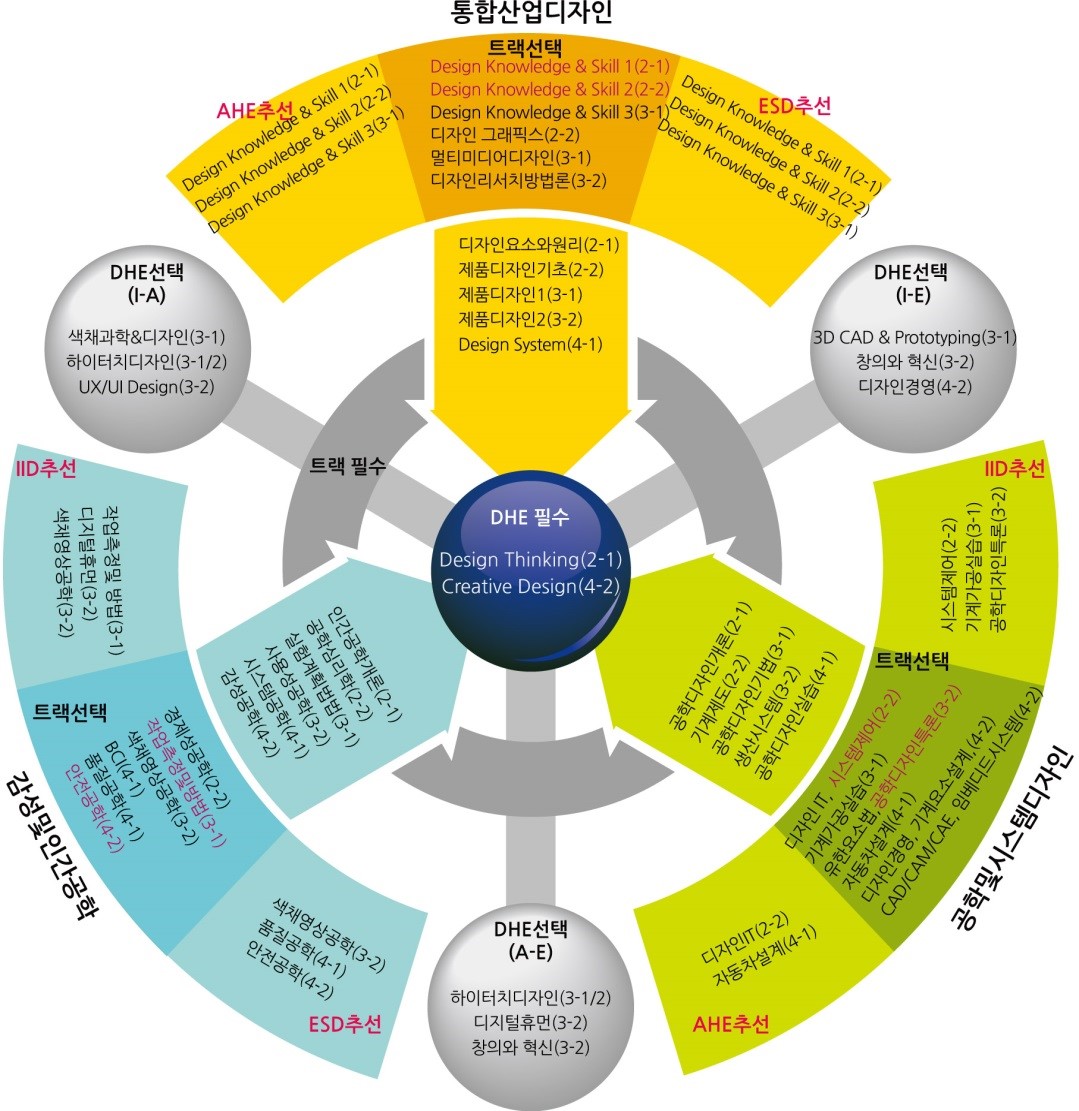 통합산업디자인
트랙선택
Design Knowledge & Skill 1(2-1)
Design Knowledge & Skill 2(2-2)
Design Knowledge & Skill 3(3-1)
디자인 그래픽스(2-2)
멀티미디어디자인(3-1)
디자인리서치방법론(3-2)
AHE추선
Design Knowledge & Skill 1(2-1)
Design Knowledge & Skill 2(2-2)
Design Knowledge & Skill 3(3-1)
ESD추선
Design Knowledge & Skill 1(2-1)
Design Knowledge & Skill 2(2-2)
Design Knowledge & Skill 3(3-1)
디자인요소와원리(2-1)
제품디자인기초(2-2)
제품디자인1(3-1)
제품디자인2(3-2)
Design System(4-1)
DHE선택
(I-A)
색채과학&디자인(3-1)
하이터치디자인(3-1/2)
UX/UI Design(3-2)
DHE선택
(I-E)
3D CAD & Prototyping(3-1)
창의와 혁신(3-2)
디자인경영(4-2)
트랙 필수
DHE 필수
Design Thinking(2-1)
Creative Design(4-2)
IID추선
작업측정및 방법(3-1)
디지털휴먼(3-2)
색채영상공학(3-2)
트랙선택
경제성공학(2-2)
작업측정및방법(3-1)
색채영상공학(3-2)
BCI(4-1)
품질공학(4-1)
안전공학(4-2)
감성및인간공학
인간공학개론(2-1)
공학심리학(2-2)
실험계획법(3-1)
사용성공학(3-2)
시스템공학(4-1)
감성공학(4-2)
색채영상공학(3-2)
품질공학(4-1)
안전공학(4-2)
ESD추선
IID추선
시스템제어(2-2)
기계가공실습(3-1)
공학디자인특론(3-2)
트랙선택
디자인 IT, 시스템제어(2-2)
기계가공실습(3-1)
유한요소법, 공학디자인특론(3-2)
자동차설계(4-1)
디자인경영, 기계요소설계, (4-2)
CAD/CAM/CAE, 임베디드시스템(4-2)
공학및시스템디자인
공학디자인개론(2-1)
기계제도(2-2)
공학디자인기법(3-1)
생산시스템(3-2)
공학디자인실습(4-1)
디자인IT(2-2)
자동차설계(4-1)
AHE추선
DHE선택
(A-E)
하이터치디자인(3-1/2)
디지털휴먼(3-2)
창의와 혁신(3-2)